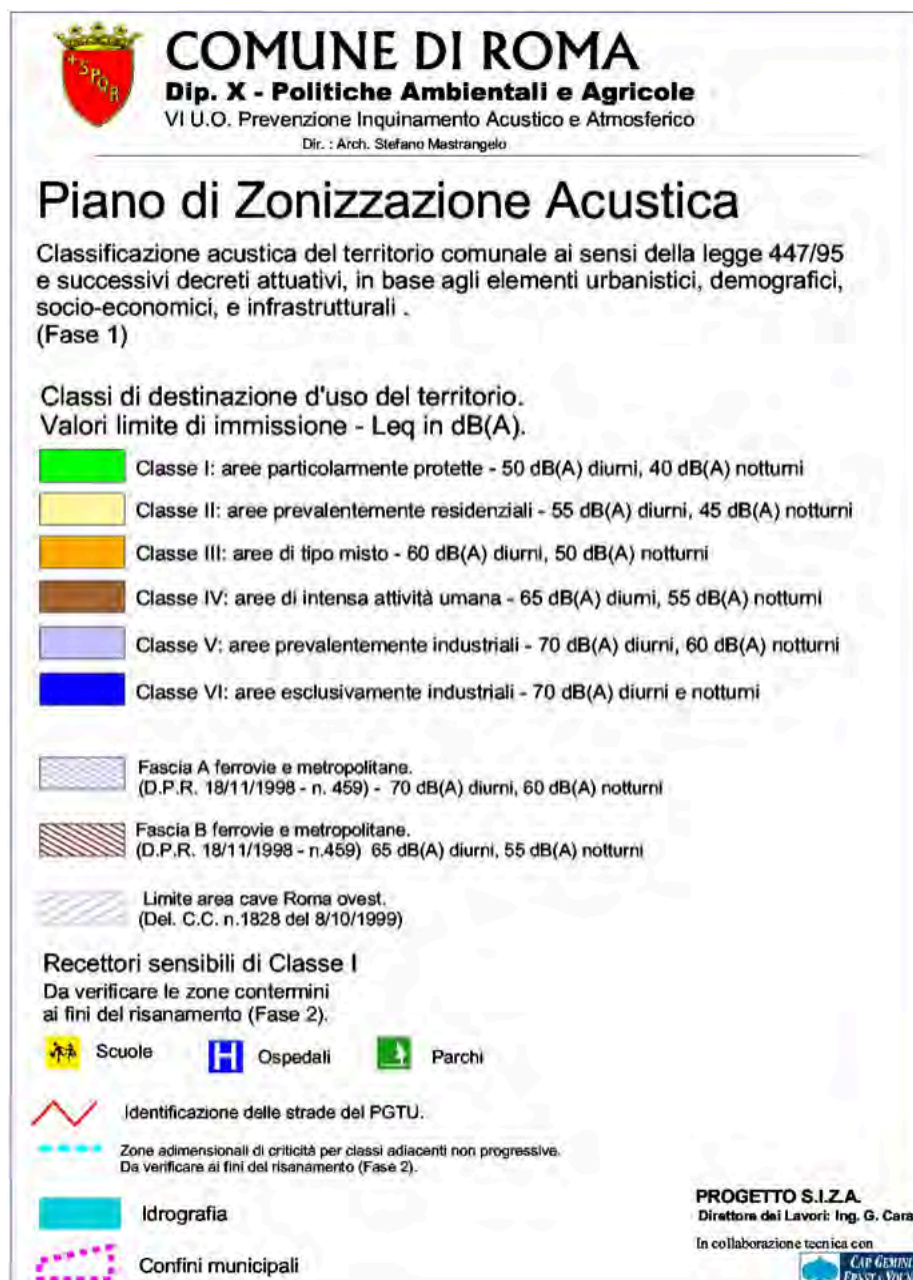 SPQR
COMUNE DI ROMA
Dip. X - Politiche Ambientali e Agricole
VI U.O. Prevenzione Inquinamento Acustico e Atmosferico
Dir. : Arch. Stefano Mastrangelo
Piano di Zonizzazione Acustica
Classificazione acustica del territorio comunale ai sensi della legge 447/95
e successivi decreti attuativi, in base agli elementi urbanistici, demografici,
socio-economici, e infrastrutturali .
(Fase 1)
Classi di destinazione d'uso del territorio.
Valori limite di immissione - Leq in dB(A).
Classe I: aree particolarmente protette - 50 dB(A) diurni, 40 dB(A) notturni
Classe II: aree prevalentemente residenziali - 55 dB(A) diurni, 45 dB(A) notturni
Classe III: aree di tipo misto - 60 dB(A) diurni, 50 dB(A) notturni
Classe IV: aree di intensa attività umana - 65 dB(A) diurni, 55 dB(A) notturni
Classe V: aree prevalentemente industriali - 70 dB(A) diurni, 60 dB(A) notturni
Classe VI: aree esclusivamente industriali - 70 dB(A) diurni e notturni
Fascia A ferrovie e metropolitane.
(D.P.R. 18/11/1998 - n. 459) - 70 dB(A) diurni, 60 dB(A) notturni
Fascia B ferrovie e metropolitane.
(D.P.R. 18/11/1998 - n.459) 65 dB(A) diurni, 55 dB(A) notturni
Limite area cave Roma ovest.
(Del. C.C. n.1828 del 8/10/1999)
Recettori sensibili di Classe I
Da verificare le zone contermini
ai fini del risanamento (Fase 2).
Scuole H Ospedali Parchi
Identificazione delle strade del PGTU.
Zone adimensionali di criticità per classi adiacenti non progressive.
Da verificare ai fini del risanamento (Fase 2).
Idrografia
Confini municipali
PROGETTO S.I.Z.A.
Direttore dei Lavori: Ing. G. Cara
In collaborazione tecnica con
CAP GEMINI
ERNST & YOUNG